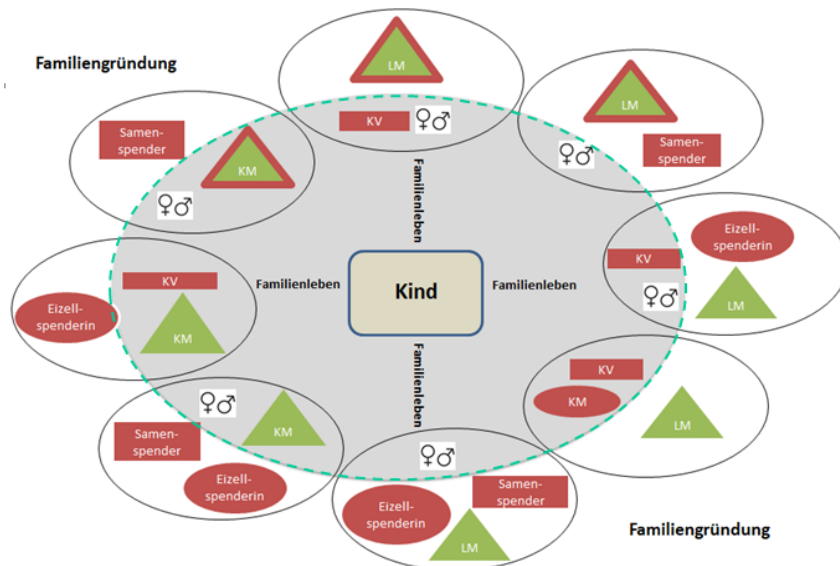 Familiengründung
LM
KV
LM
Samen-
spender
Samen-
spender
KM
Familienleben
Eizell-
spenderin
KV
LM
KV
Eizell-
spenderin
KM
Familienleben
Kind
Familienleben
Familienleben
KV
KM
LM
KM
Samen-
spender
Eizell-
spenderin
Samen-
spender
Eizell-
spenderin
LM
Familiengründung